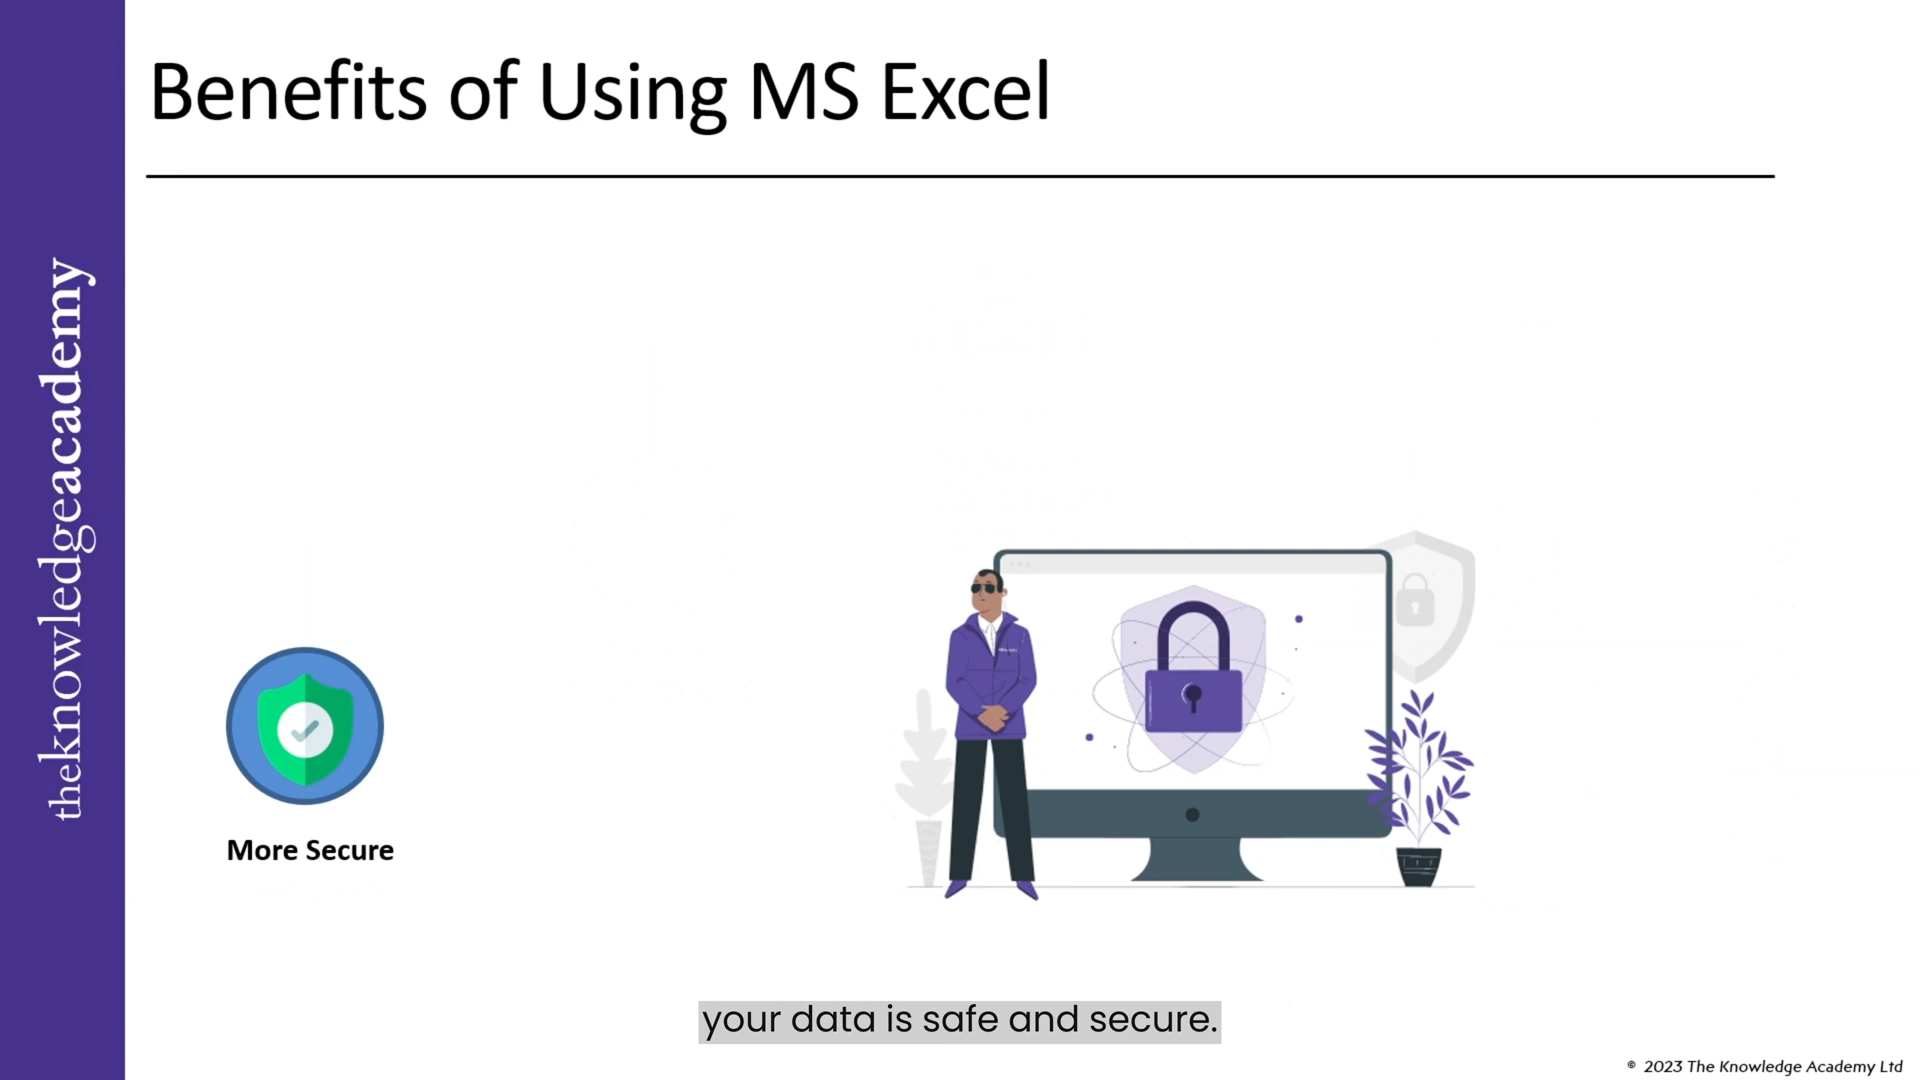 Benefits of Using MS Excel
theknowledgeacademy
More Secure
your data is safe and secure.
© 2023 The Knowledge Academy Ltd